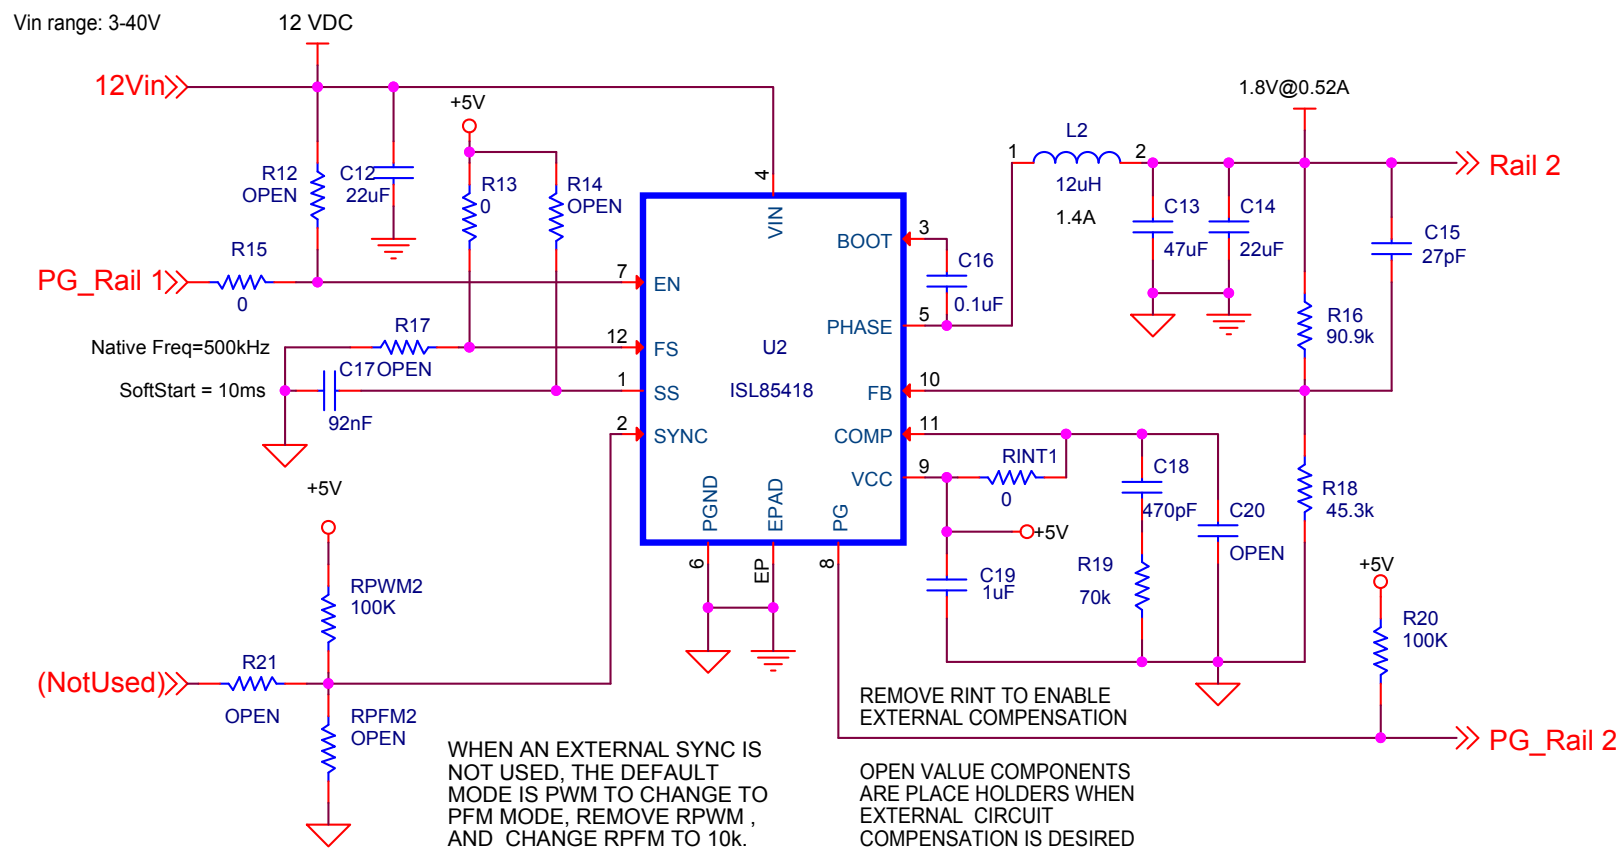 Vin range: 3-40V
12 VDC
12Vin
+5V
1.8V@0.52A
R12
OPEN
C12
22uF
R13
0
R14
OPEN
4
VIN
1
L2
2
12uH
1.4A
Rail 2
C13
47uF
C14
22uF
C15
27pF
3
BOOT
C16
0.1uF
5
PHASE
R15
0
PG_Rail 1
7
EN
R16
90.9k
Native Freq=500kHz
R17
OPEN
12
FS
U2
ISL85418
SoftStart = 10ms
C17
92nF
1
SS
10
FB
2
SYNC
11
COMP
9
VCC
RINT1
0
C18
470pF
C20
OPEN
R18
45.3k
+5V
PGND
EPAD
PG
6
EP
8
+5V
C19
1uF
R19
70k
+5V
R20
100K
RPWM2
100K
(NotUsed)
R21
OPEN
RPFM2
OPEN
REMOVE RINT TO ENABLE
EXTERNAL COMPENSATION
PG_Rail 2
WHEN AN EXTERNAL SYNC IS
NOT USED, THE DEFAULT
MODE IS PWM TO CHANGE TO
PFM MODE, REMOVE RPWM ,
AND CHANGE RPFM TO 10k.
OPEN VALUE COMPONENTS
ARE PLACE HOLDERS WHEN
EXTERNAL CIRCUIT
COMPENSATION IS DESIRED